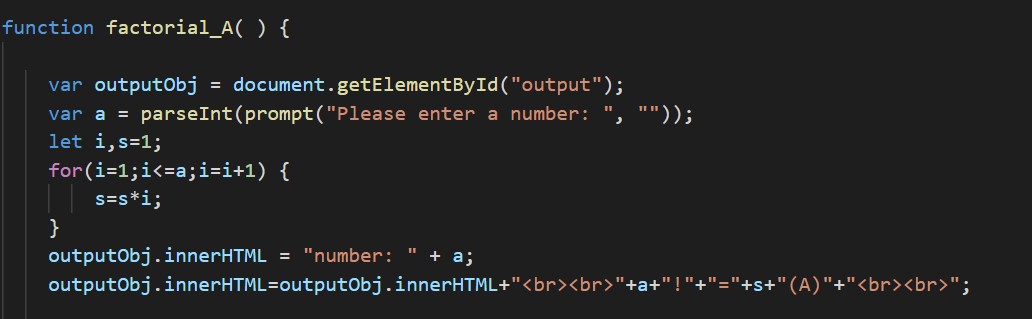 function factorial_A( ) {
var outputObj = document.getElementById("output");
var a = parseInt(prompt("Please enter a number: ", ""));
let i,s=1;
for(i=1;i<=a;i=i+1) {
s=s*i;
}
outputObj.innerHTML = "number: " + a;
outputObj.innerHTML=outputObj.innerHTML+"<br><br>"+a+"!"+"="+s+"(A)"+"<br><br>";